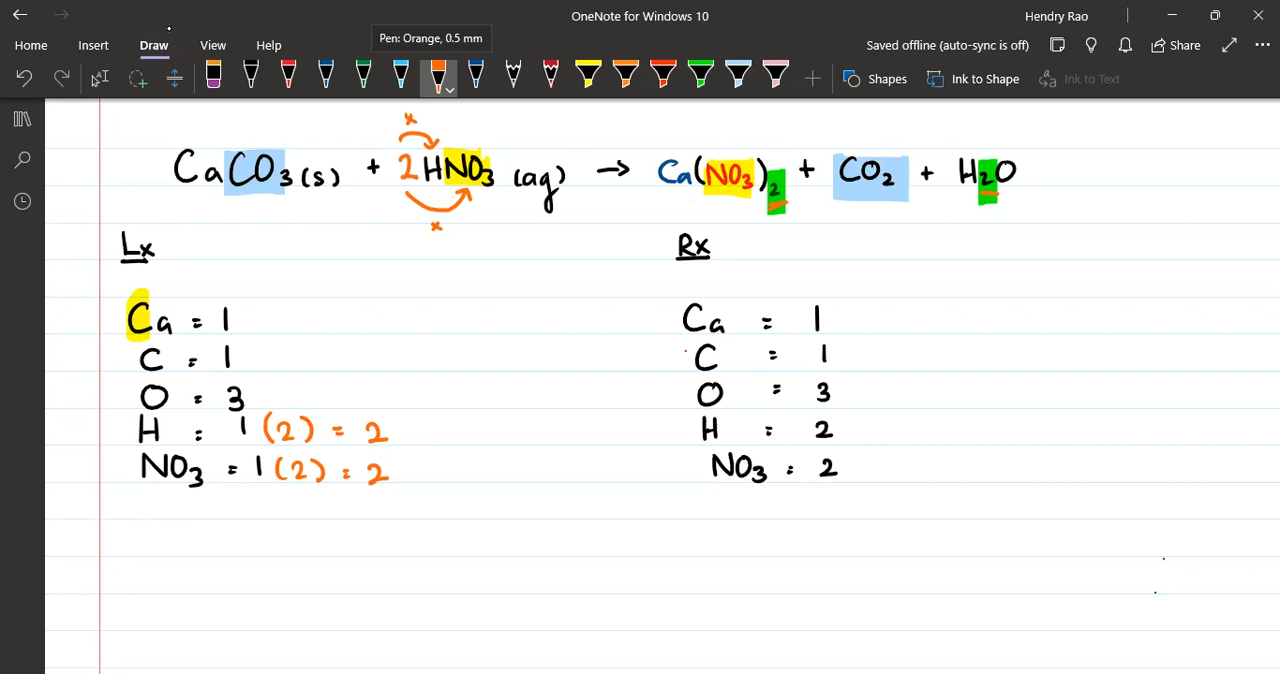 OneNote for Windows 10
Hendry Rao
Home Insert Draw View Help
Pen: Orange, 0.5 mm
Saved offline (auto-sync is off)
Share
Shapes
Ink to Shape
Ink to Text
x
CaCO3(s) + 2HNO3 (aq) → Ca(NO3)2 + CO2 + H2O
x
Lx Rx
Ca = 1 Ca = 1
C = 1 C = 1
O = 3 O = 3
H = 1 (2) = 2 H = 2
NO3 = 1 (2) = 2 NO3 = 2